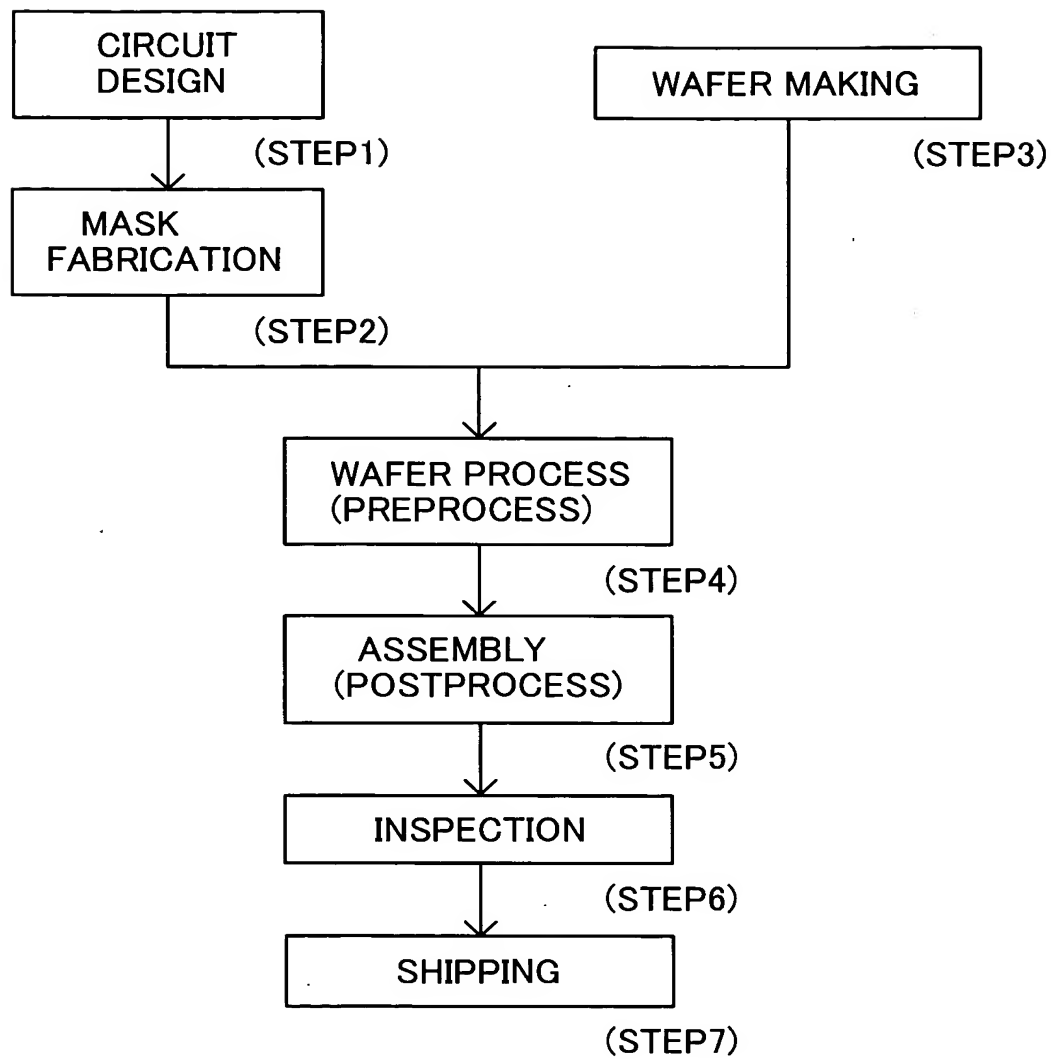 CIRCUIT
DESIGN
(STEP1)
MASK
FABRICATION
(STEP2)
WAFER MAKING
(STEP3)
WAFER PROCESS
(PREPROCESS)
(STEP4)
ASSEMBLY
(POSTPROCESS)
(STEP5)
INSPECTION
(STEP6)
SHIPPING
(STEP7)